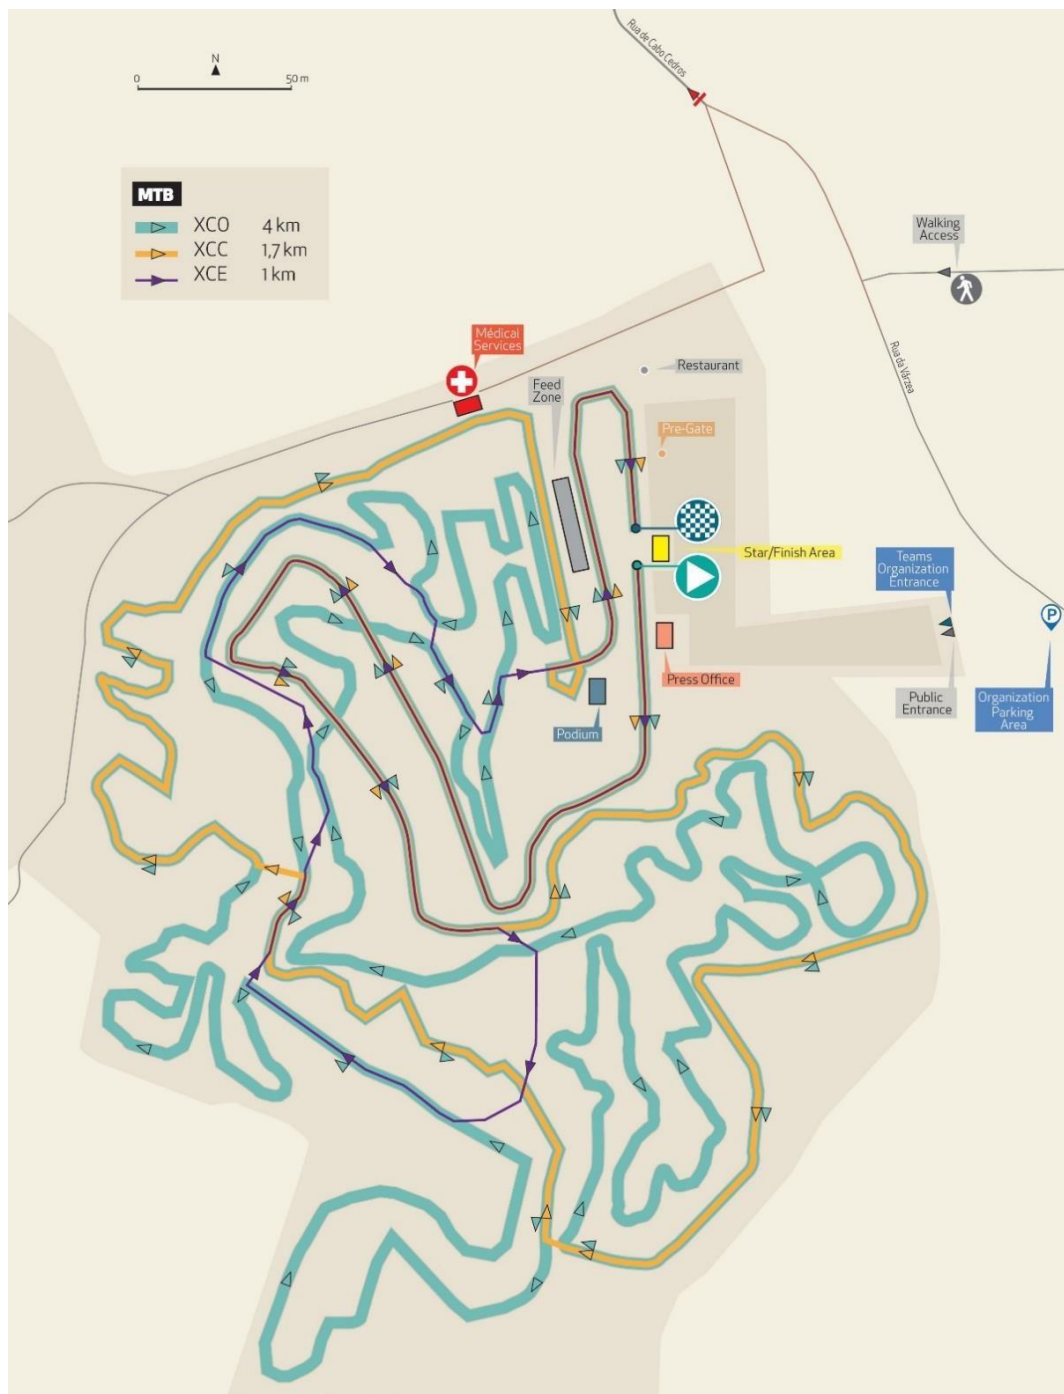 Rua de Cabo Cedros
N
0 50 m
MTB
XCO 4 km
XCC 1,7 km
XCE 1 km
Walking
Access
Rua da Várzea
Médical
Services
Restaurant
Feed
Zone
Pre-Gate
Star/Finish Area
Teams
Organization
Entrance
P
Press Office
Podium
Public
Entrance
Organization
Parking
Area